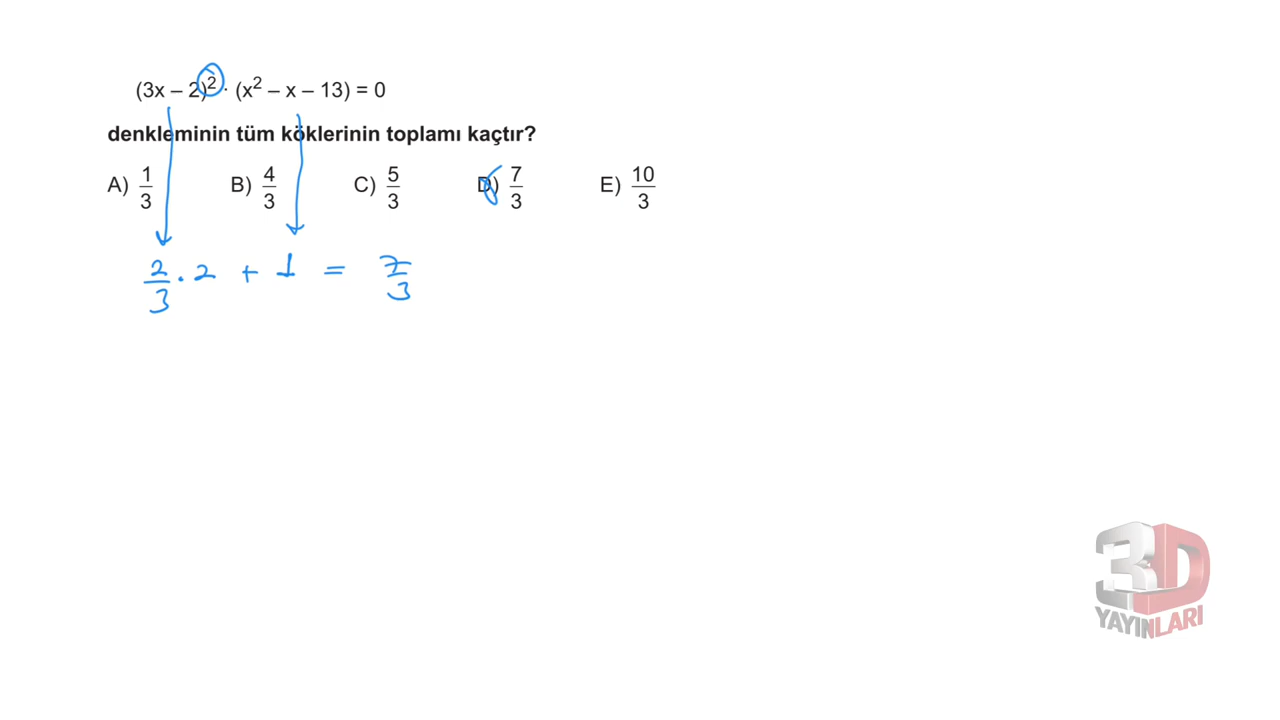 (3x – 2)² · (x² – x – 13) = 0
denkleminin tüm köklerinin toplamı kaçtır?
A) 1/3 B) 4/3 C) 5/3 D) 7/3 E) 10/3
2/3 · 2 + 1 = 7/3
3D
YAYINLARI